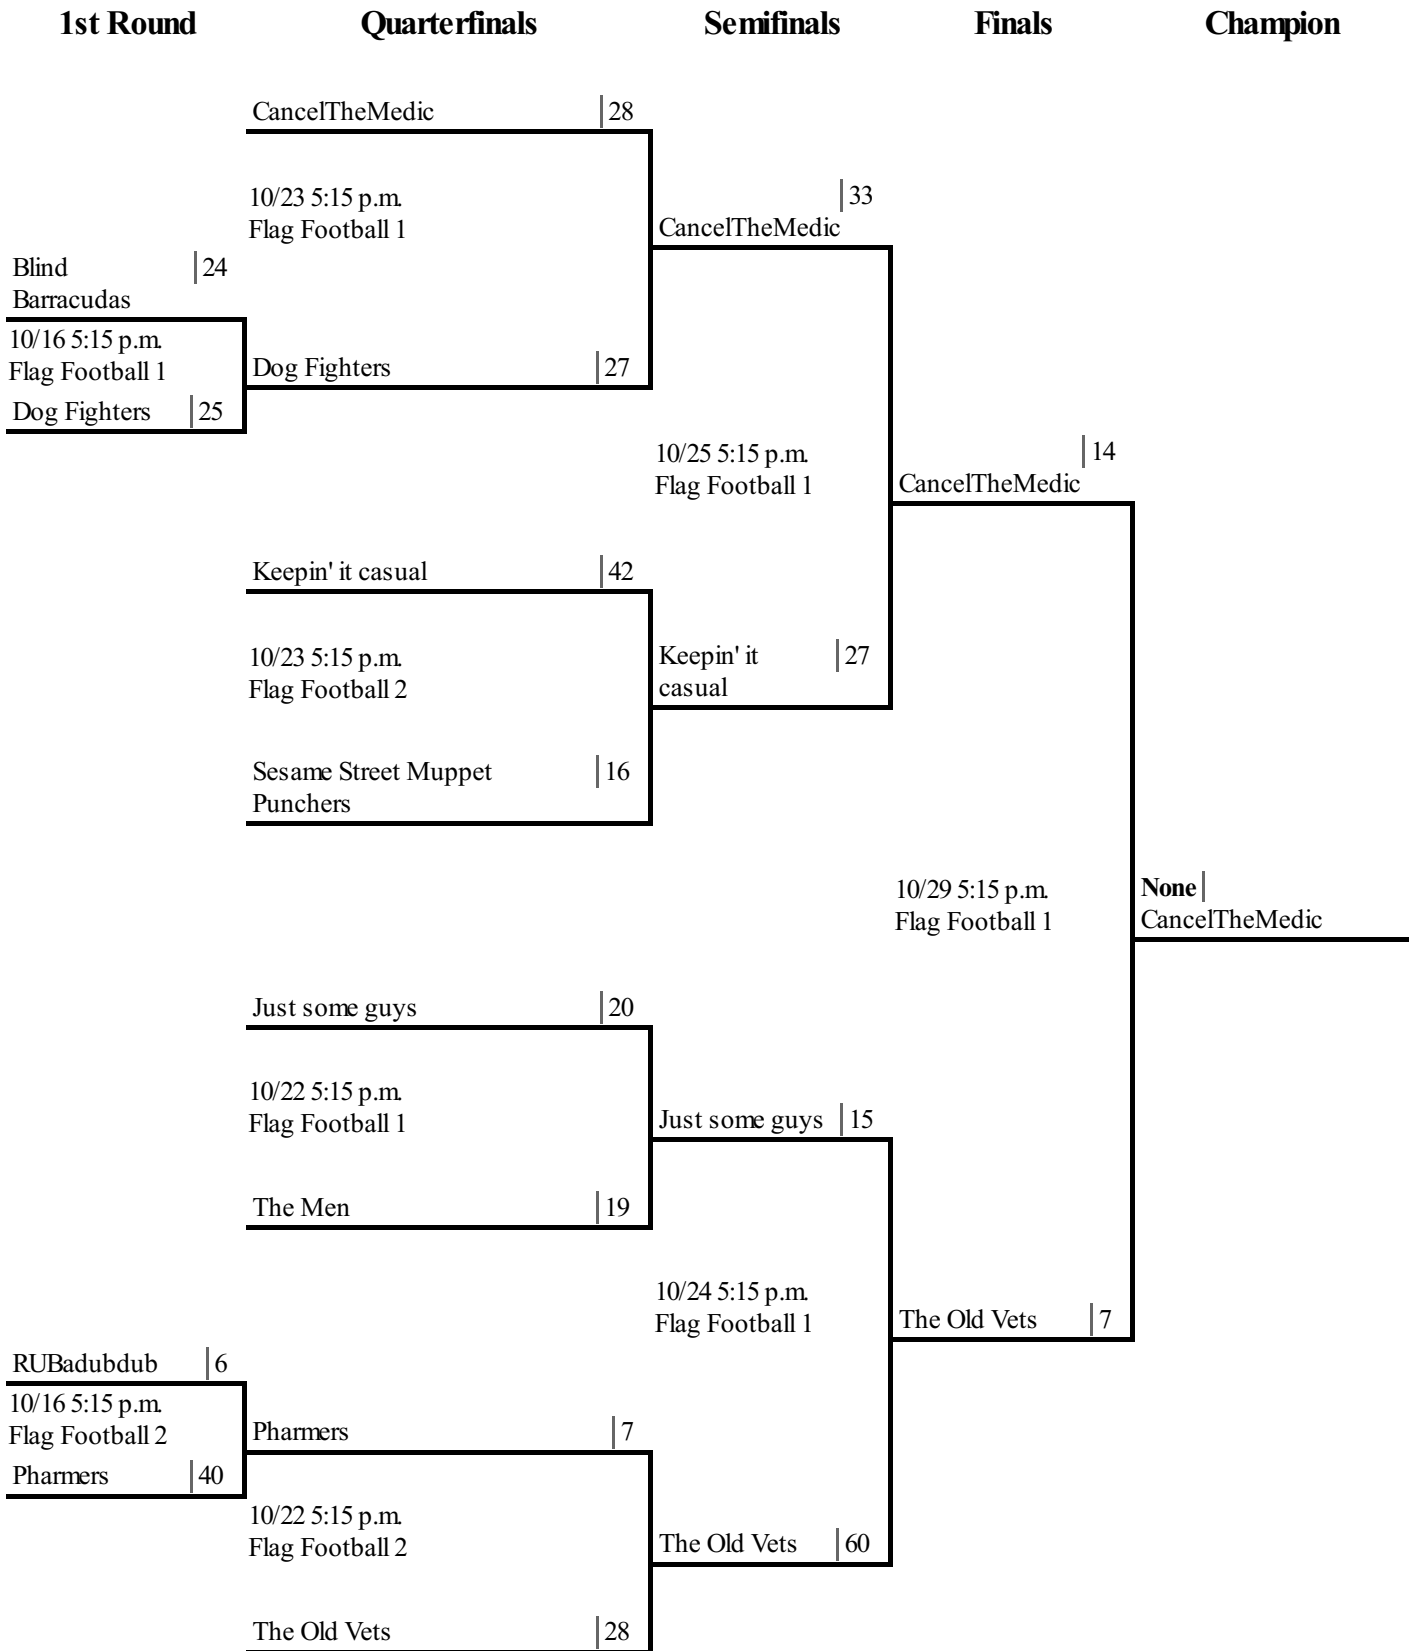 1st Round Quarterfinals Semifinals Finals Champion
CancelTheMedic 28
10/23 5:15 p.m.
Flag Football 1
33
CancelTheMedic
Blind 24
Barracudas
10/16 5:15 p.m.
Flag Football 1
Dog Fighters 25
Dog Fighters 27
10/25 5:15 p.m.
Flag Football 1
14
CancelTheMedic
Keepin' it casual 42
10/23 5:15 p.m.
Flag Football 2
Keepin' it 27
casual
Sesame Street Muppet 16
Punchers
10/29 5:15 p.m.
Flag Football 1
None
CancelTheMedic
Just some guys 20
10/22 5:15 p.m.
Flag Football 1
Just some guys 15
The Men 19
10/24 5:15 p.m.
Flag Football 1
The Old Vets 7
RUBadubdub 6
10/16 5:15 p.m.
Flag Football 2
Pharmers 40
Pharmers 7
10/22 5:15 p.m.
Flag Football 2
The Old Vets 60
The Old Vets 28